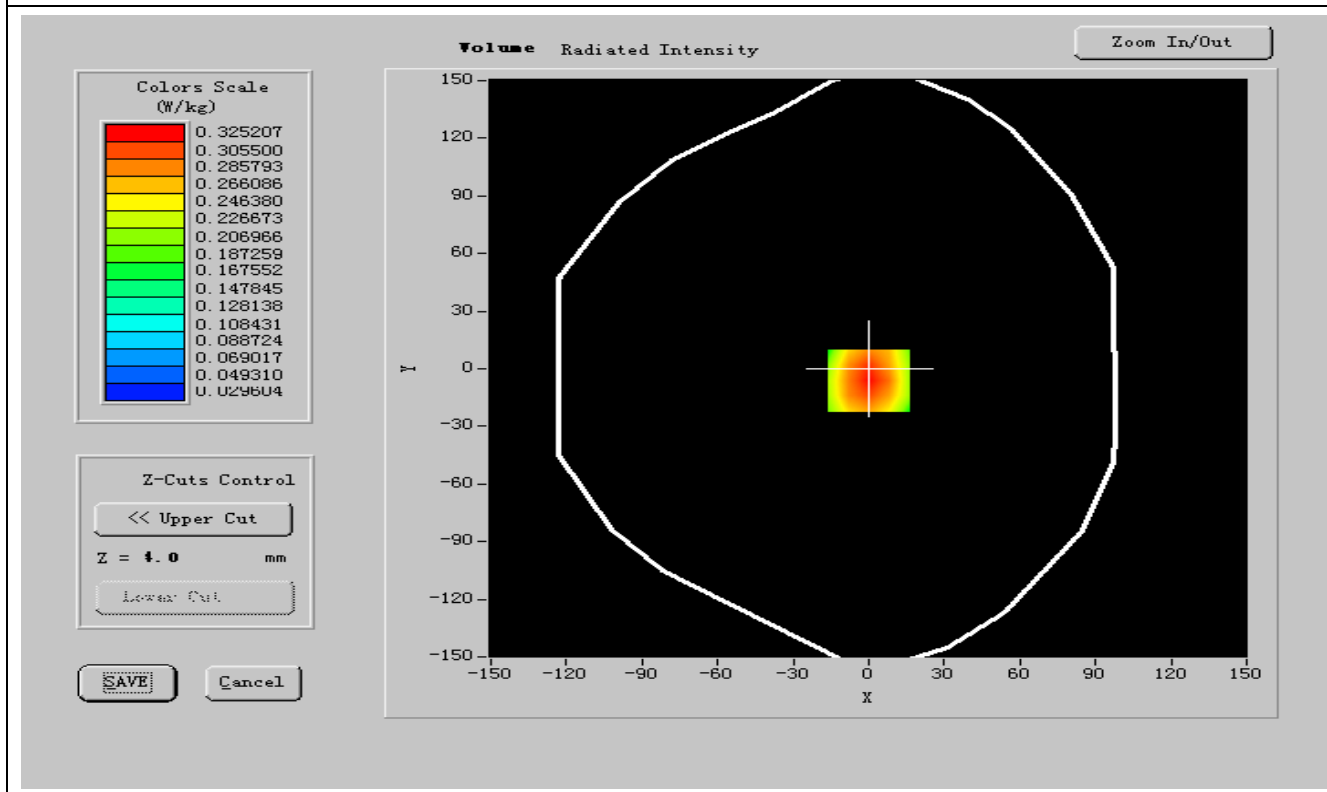 Volume Radiated Intensity
Zoom In/Out
Colors Scale
(W/kg)
0.325207
0.305500
0.285793
0.266086
0.246380
0.226673
0.206966
0.187259
0.167552
0.147845
0.128138
0.108431
0.088724
0.069017
0.049310
0.029604
Z-Cuts Control
<< Upper Cut
Z = 4.0 mm
Lower Cut
SAVE
Cancel
150
120
90
60
30
0
-30
-60
-90
-120
-150
Y
-150 -120 -90 -60 -30 0 30 60 90 120 150
X